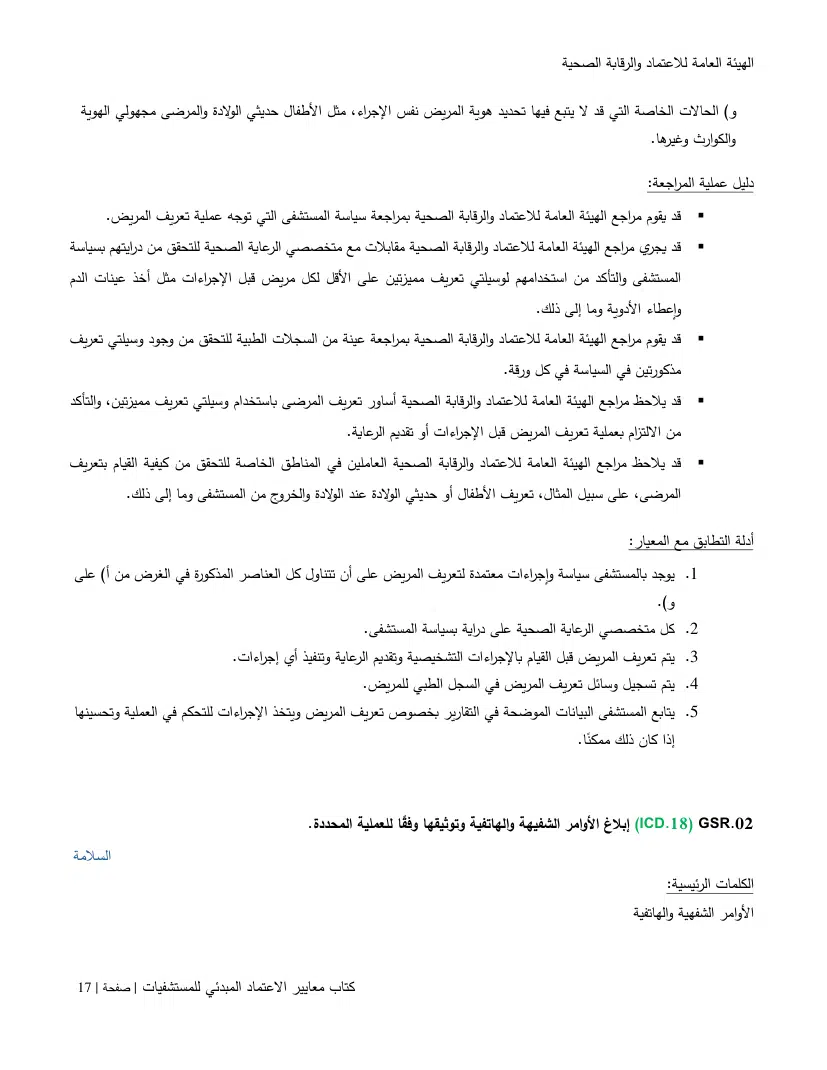 الهيئة العامة للاعتماد والرقابة الصحية
و) الحالات الخاصة التي قد لا يتبع فيها تحديد هوية المريض نفس الإجراء، مثل الأطفال حديثي الولادة والمرضى مجهولي الهوية
والكوارث وغيرها.
دليل عملية المراجعة:
▪ قد يقوم مراجع الهيئة العامة للاعتماد والرقابة الصحية بمراجعة سياسة المستشفى التي توجه عملية تعريف المريض.
▪ قد يجري مراجع الهيئة العامة للاعتماد والرقابة الصحية مقابلات مع متخصصي الرعاية الصحية للتحقق من درايتهم بسياسة
المستشفى والتأكد من استخدامهم لوسيلتي تعريف مميزتين على الأقل لكل مريض قبل الإجراءات مثل أخذ عينات الدم
وإعطاء الأدوية وما إلى ذلك.
▪ قد يقوم مراجع الهيئة العامة للاعتماد والرقابة الصحية بمراجعة عينة من السجلات الطبية للتحقق من وجود وسيلتي تعريف
مذكورتين في السياسة في كل ورقة.
▪ قد يلاحظ مراجع الهيئة العامة للاعتماد والرقابة الصحية أساور تعريف المرضى باستخدام وسيلتي تعريف مميزتين، والتأكد
من الالتزام بعملية تعريف المريض قبل الإجراءات أو تقديم الرعاية.
▪ قد يلاحظ مراجع الهيئة العامة للاعتماد والرقابة الصحية العاملين في المناطق الخاصة للتحقق من كيفية القيام بتعريف
المرضى، على سبيل المثال، تعريف الأطفال أو حديثي الولادة عند الولادة والخروج من المستشفى وما إلى ذلك.
أدلة التطابق مع المعيار:
1. يوجد بالمستشفى سياسة وإجراءات معتمدة لتعريف المريض على أن تتناول كل العناصر المذكورة في الغرض من أ) على
و).
2. كل متخصصي الرعاية الصحية على دراية بسياسة المستشفى.
3. يتم تعريف المريض قبل القيام بالإجراءات التشخيصية وتقديم الرعاية وتنفيذ أي إجراءات.
4. يتم تسجيل وسائل تعريف المريض في السجل الطبي للمريض.
5. يتابع المستشفى البيانات الموضحة في التقارير بخصوص تعريف المريض ويتخذ الإجراءات للتحكم في العملية وتحسينها
إذا كان ذلك ممكنًا.
GSR.02 (ICD.18) إبلاغ الأوامر الشفيهة والهاتفية وتوثيقها وفقًا للعملية المحددة.
السلامة
الكلمات الرئيسية:
الأوامر الشفهية والهاتفية
كتاب معايير الاعتماد المبدئي للمستشفيات | صفحة | 17